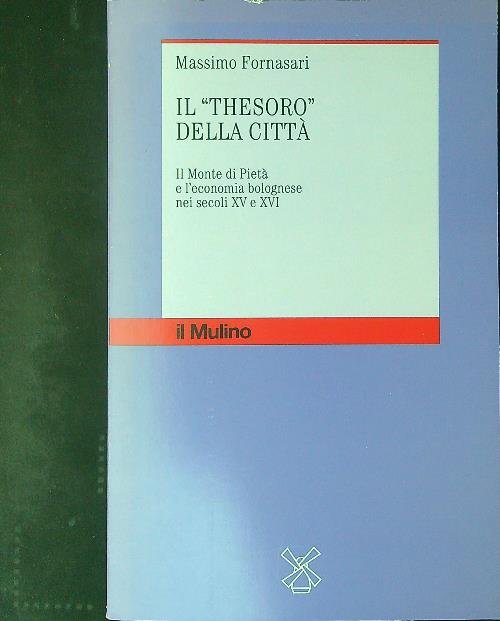 Massimo Fornasari
IL “THESORO”
DELLA CITTÀ
Il Monte di Pietà
e l'economia bolognese
nei secoli XV e XVI
il Mulino